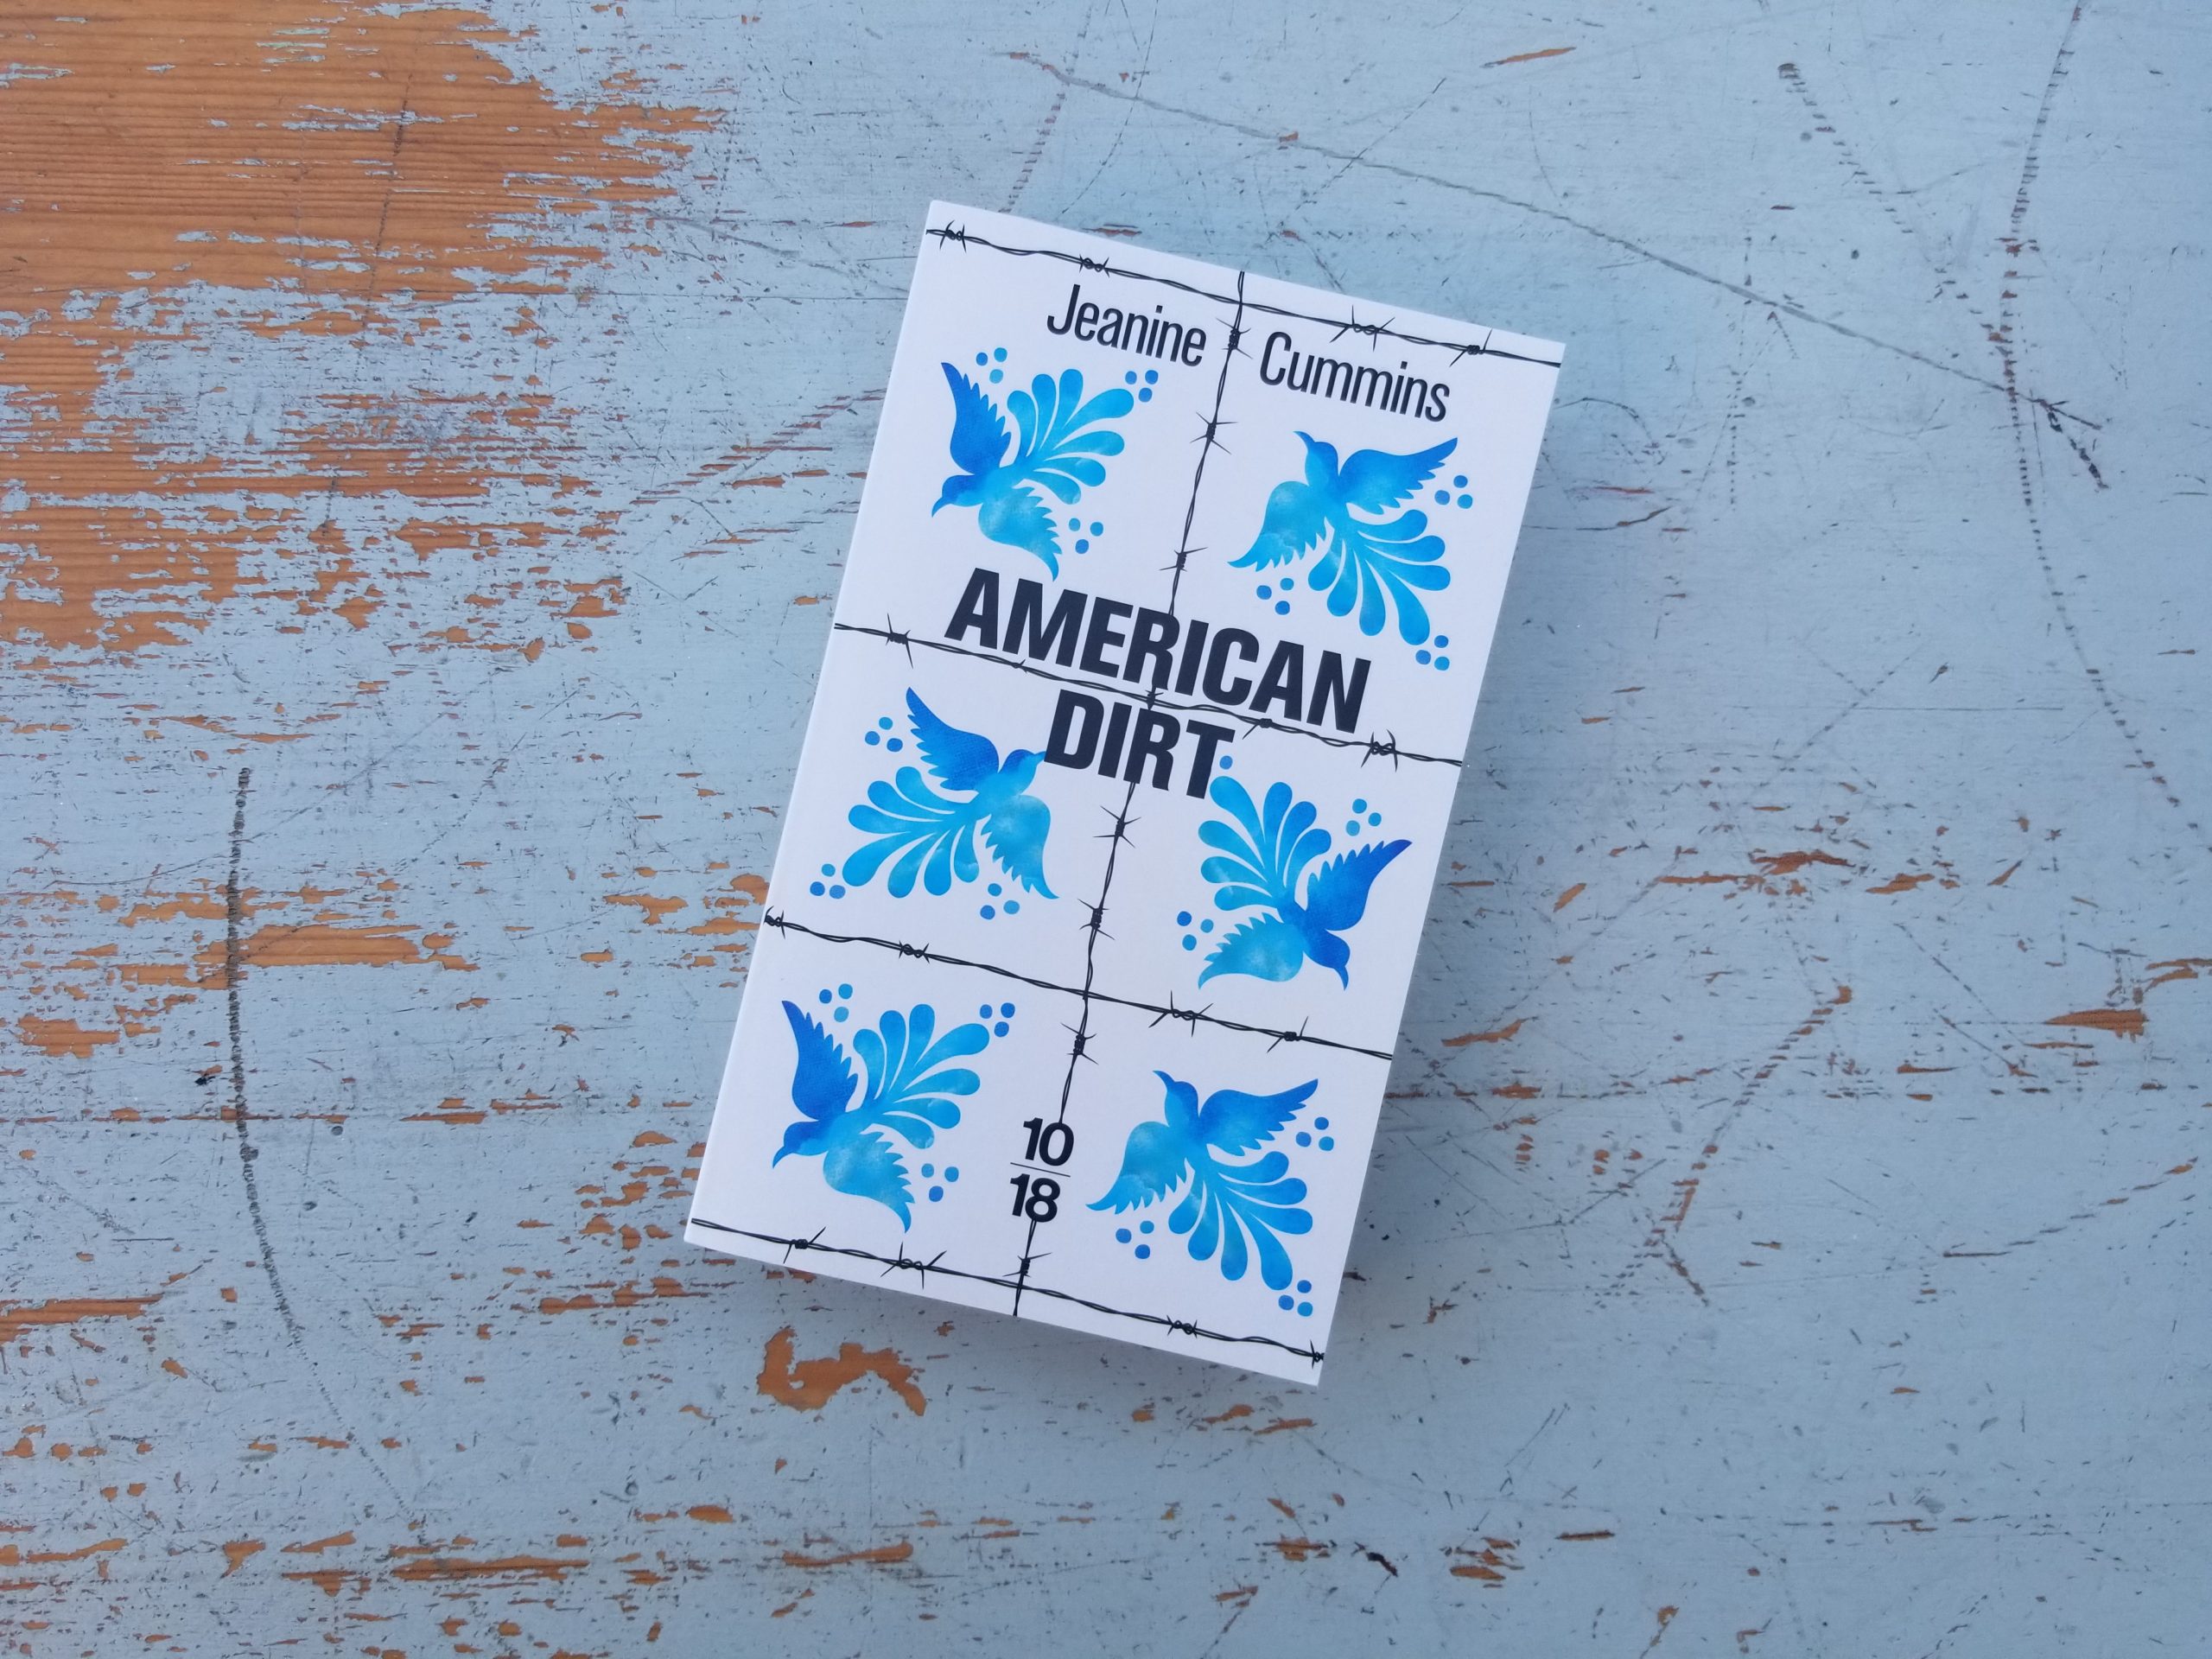 Jeanine Cummins
AMERICAN
DIRT
10
18